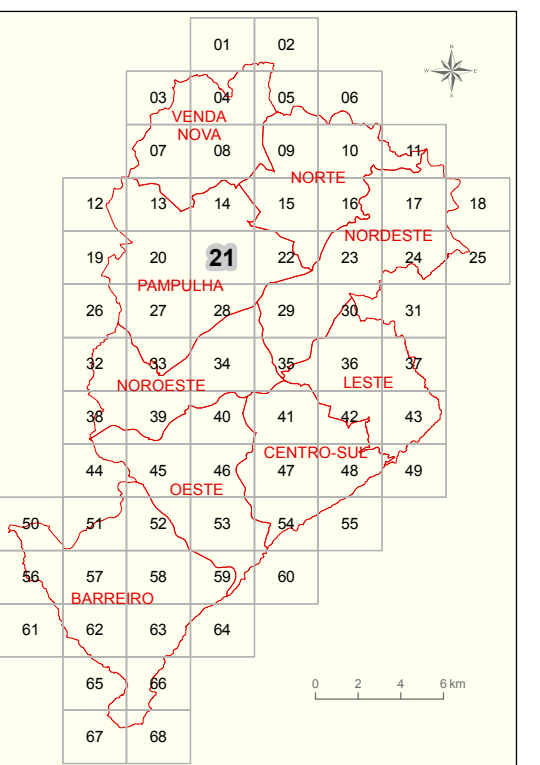 01 02
N
W E
S
03 04 05 06
VENDA
NOVA
07 08 09 10 11
NORTE
12 13 14 15 16 17 18
NORDESTE
19 20 21 22 23 24 25
PAMPULHA
26 27 28 29 30 31
32 33 34 35 36 37
NOROESTE LESTE
38 39 40 41 42 43
CENTRO-SUL
44 45 46 47 48 49
OESTE
50 51 52 53 54 55
56 57 58 59 60
BARREIRO
61 62 63 64
65 66
0 2 4 6 km
67 68